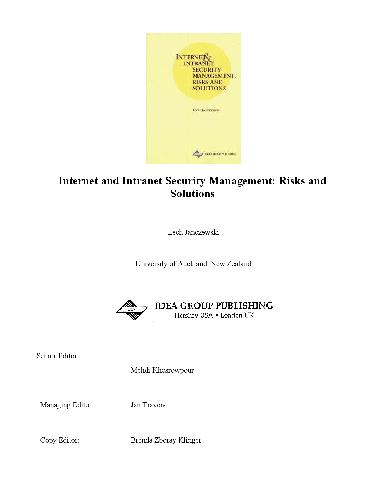 INTERNET &
INTRANET
SECURITY
MANAGEMENT:
RISKS AND
SOLUTIONS
IDEA GROUP PUBLISHING
Internet and Intranet Security Management: Risks and
Solutions
Lech Janczewski
University of Auckland, New Zealand
IDEA GROUP PUBLISHING
Hershey USA • London UK
Senior Editor:
Mehdi Khosrowpour
Managing Editor:
Jan Travers
Copy Editor:
Brenda Zboray Klinger